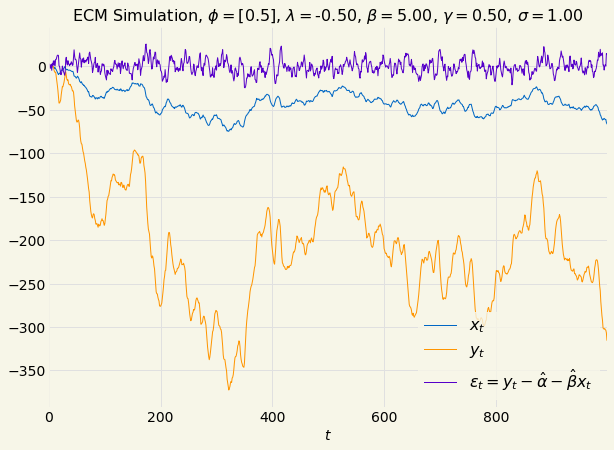 ECM Simulation, ϕ = [0.5], λ = -0.50, β = 5.00, γ = 0.50, σ = 1.00
0
−50
−100
−150
−200
−250
−300
−350
x_t
y_t
ε_t = y_t − α̂ − β̂x_t
0 200 400 600 800
t